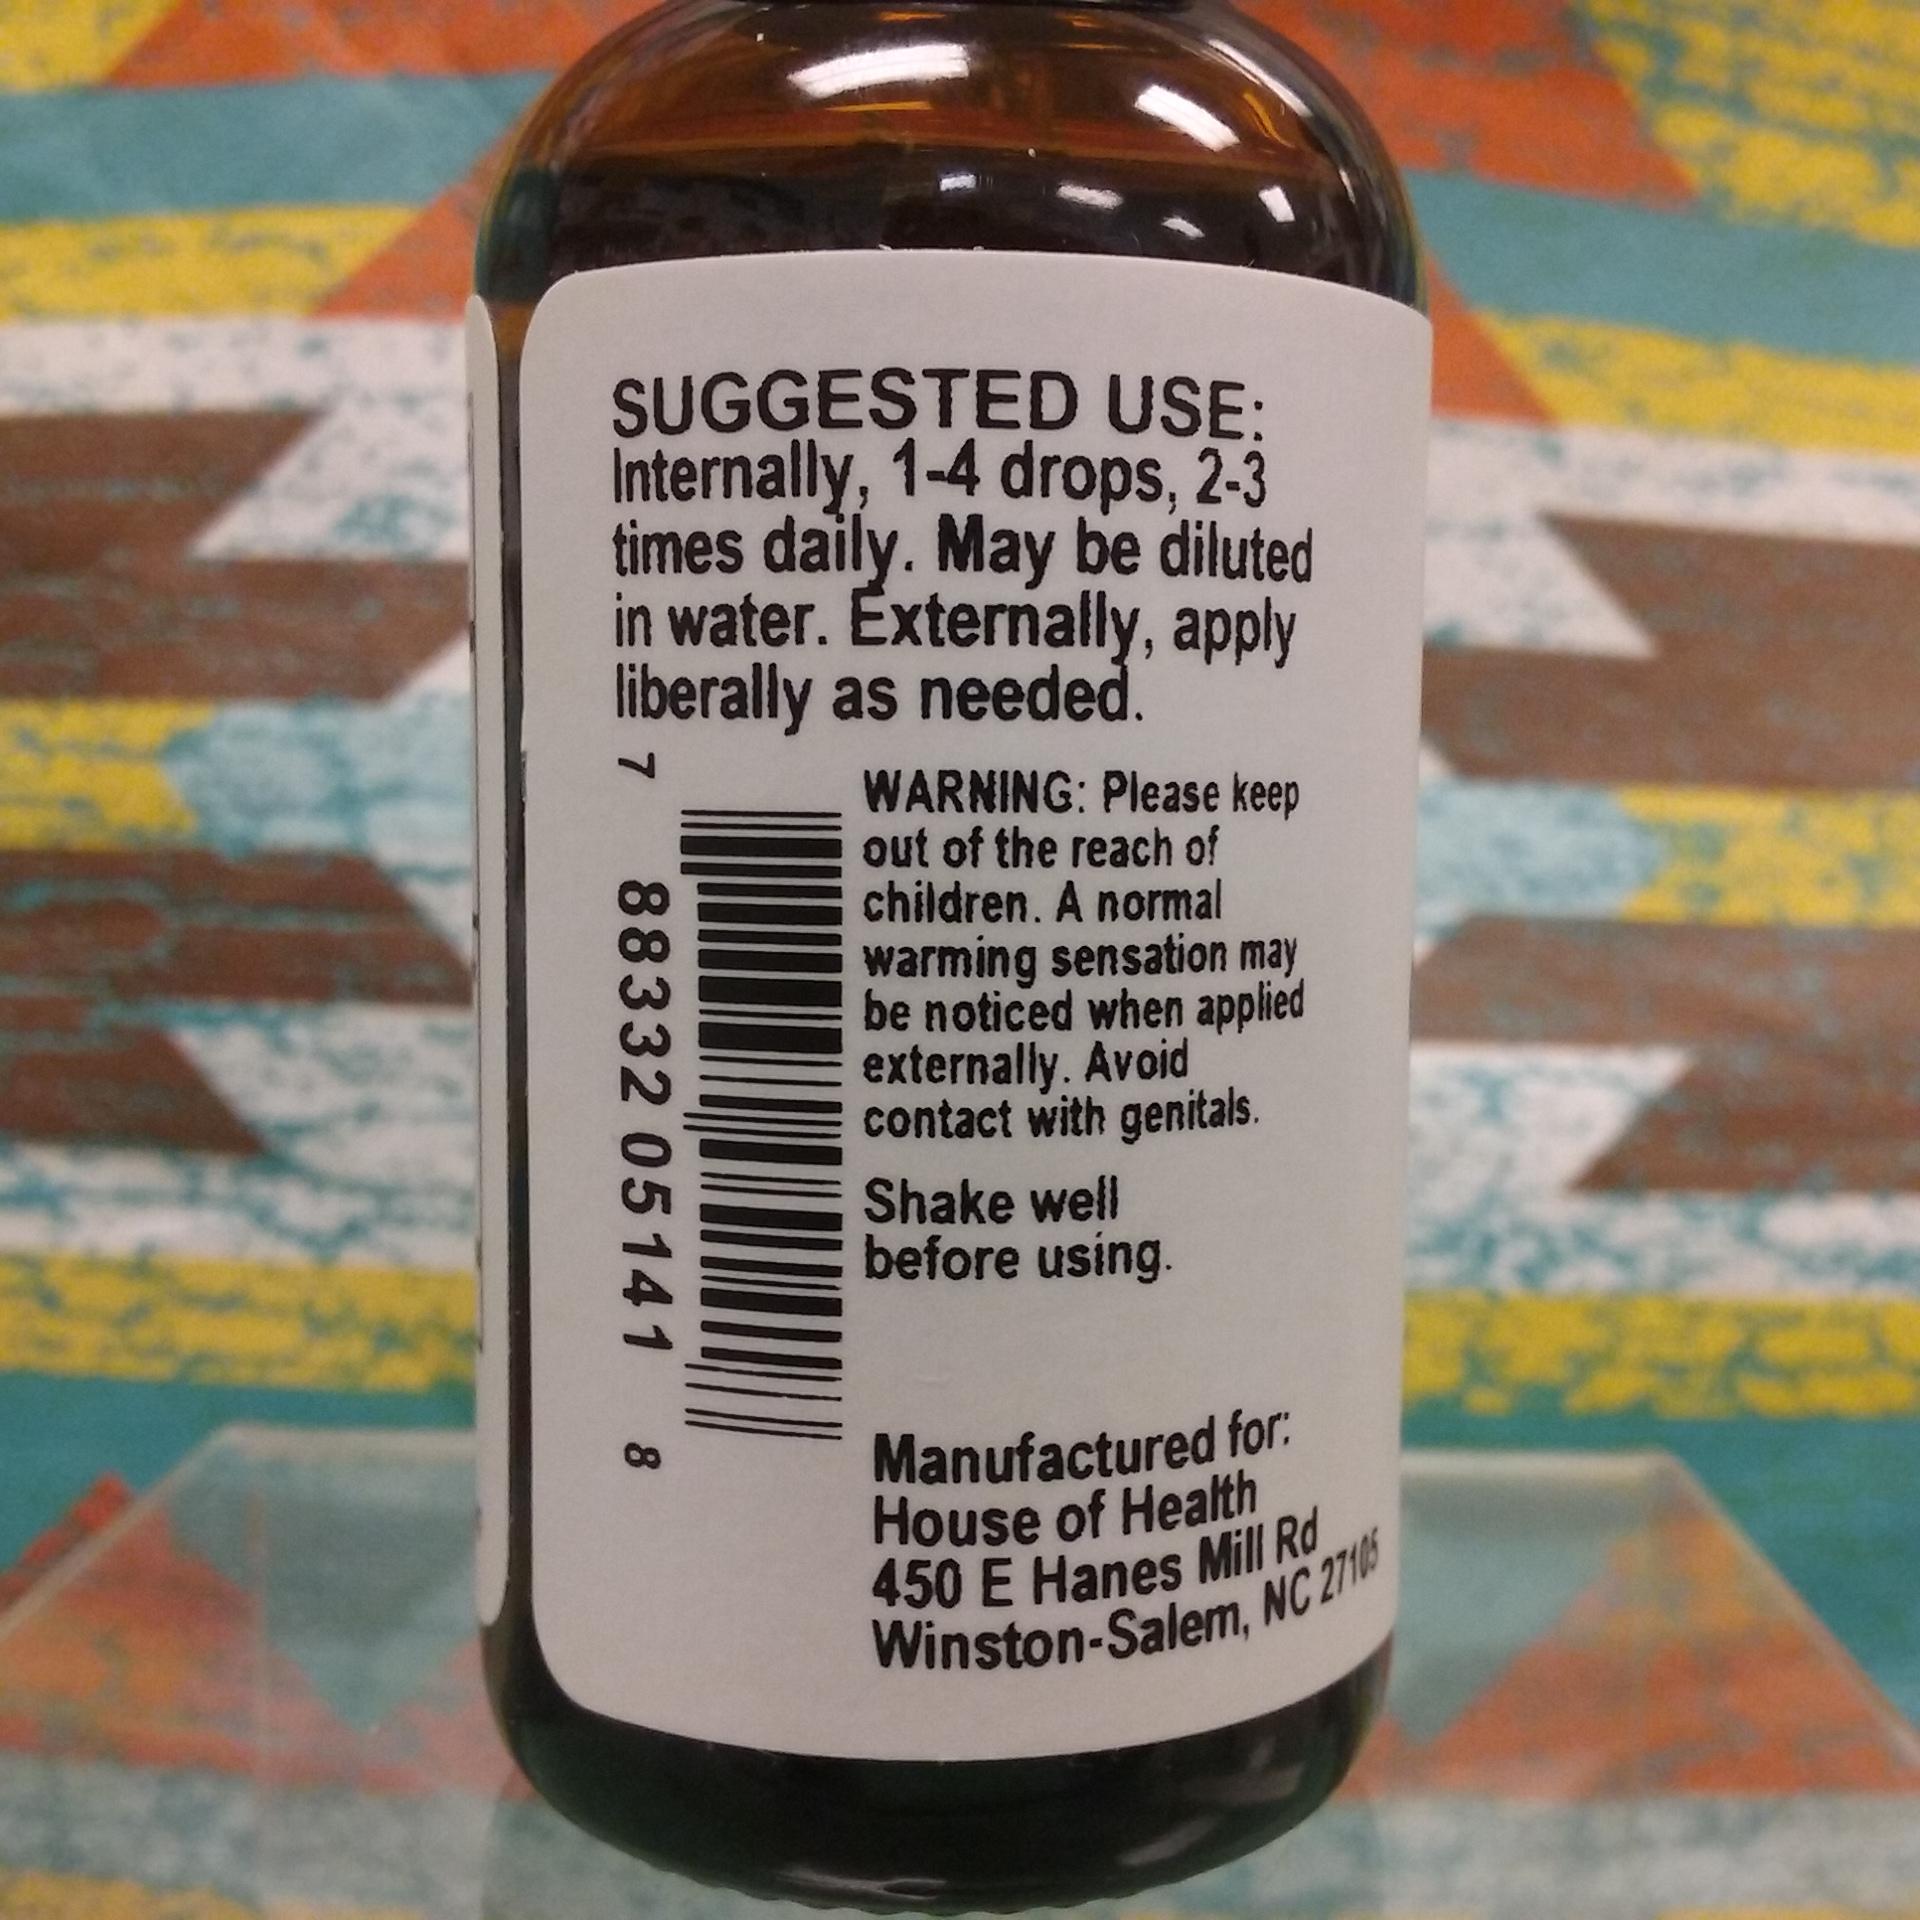 SUGGESTED USE:
Internally, 1-4 drops, 2-3
times daily. May be diluted
in water. Externally, apply
liberally as needed.
7 88332 05141 8
WARNING: Please keep
out of the reach of
children. A normal
warming sensation may
be noticed when applied
externally. Avoid
contact with genitals.
Shake well
before using.
Manufactured for:
House of Health
450 E Hanes Mill Rd
Winston-Salem, NC 27105